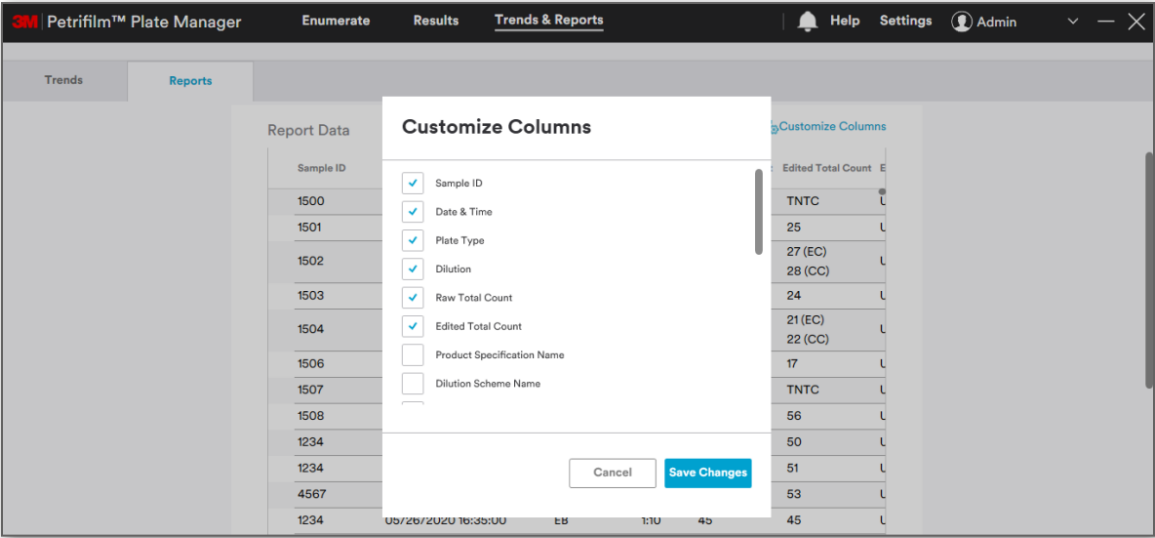 3M Petrifilm™ Plate Manager Enumerate Results Trends & Reports Help Settings Admin
Trends Reports
Report Data Customize Columns
Customize Columns
Sample ID Edited Total Count E
1500 TNTC U
1501 25 U
1502 27 (EC) U
28 (CC)
1503 24 U
1504 21 (EC) U
22 (CC)
1506 17 U
1507 TNTC U
1508 56 U
1234 50 U
1234 51 U
4567 53 U
1234 05/26/2020 16:35:00 EB 1:10 45 45 U
Sample ID
Date & Time
Plate Type
Dilution
Raw Total Count
Edited Total Count
Product Specification Name
Dilution Scheme Name
Cancel Save Changes